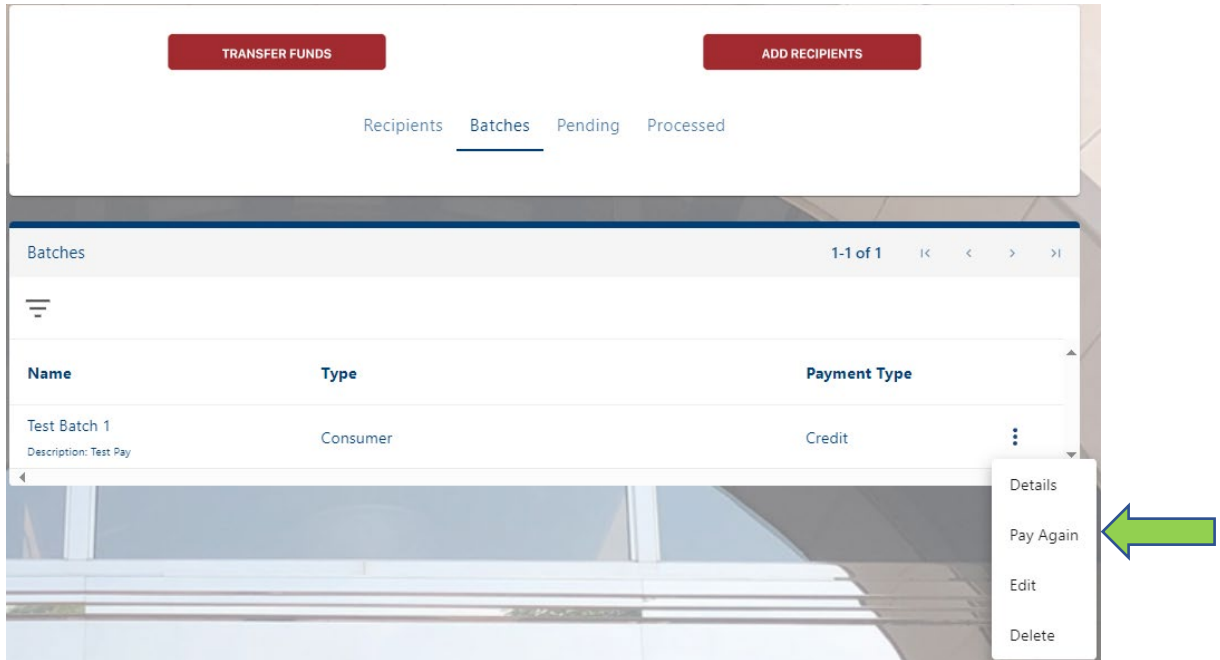 TRANSFER FUNDS
ADD RECIPIENTS
Recipients Batches Pending Processed
Batches 1-1 of 1
Name Type Payment Type
Test Batch 1
Consumer Credit
Description: Test Pay
Details
Pay Again
Edit
Delete